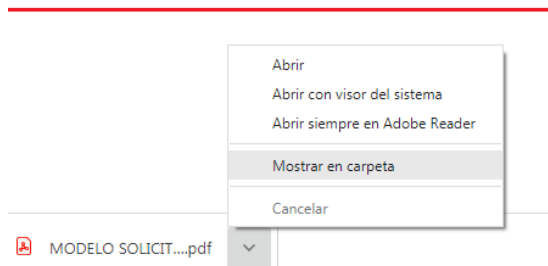 Abrir
Abrir con visor del sistema
Abrir siempre en Adobe Reader
Mostrar en carpeta
Cancelar
MODELO SOLICIT....pdf